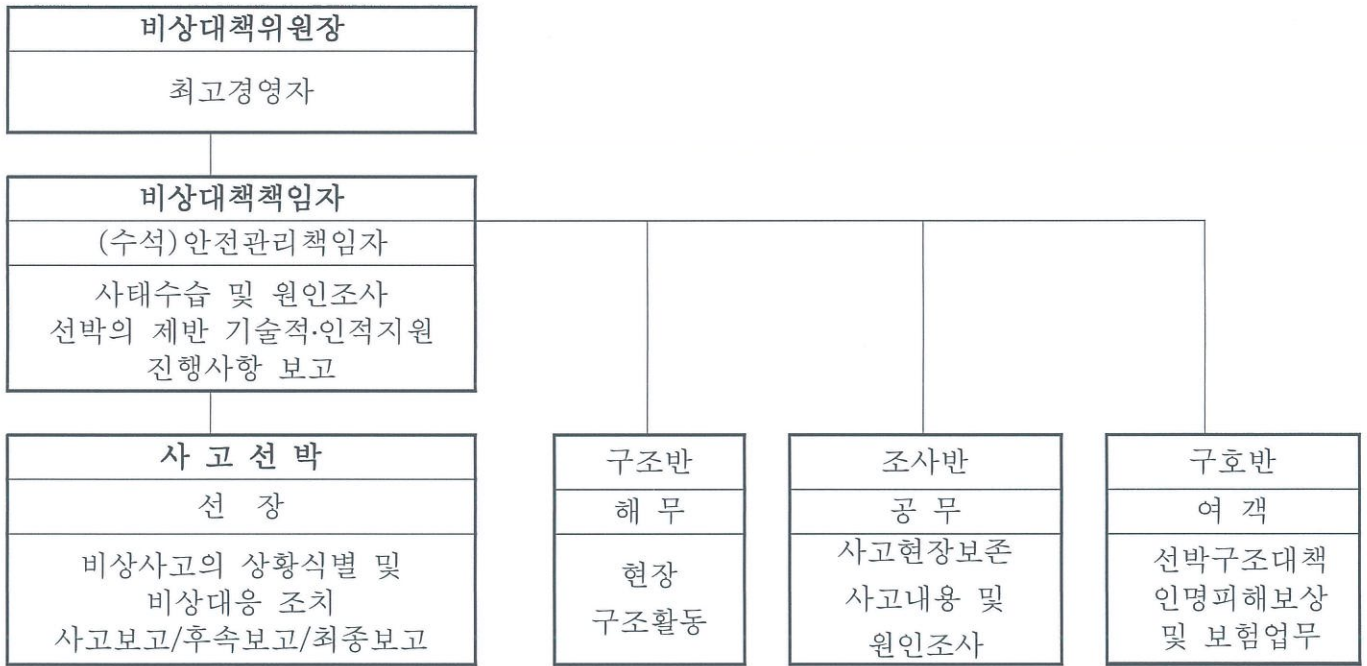 비상대책위원장
최고경영자
비상대책책임자
(수석)안전관리책임자
사태수습 및 원인조사
선박의 제반 기술적·인적지원
진행사항 보고
사 고 선 박
선 장
비상사고의 상황식별 및
비상대응 조치
사고보고/후속보고/최종보고
구조반
해 무
현장
구조활동
조사반
공 무
사고현장보존
사고내용 및
원인조사
구호반
여 객
선박구조대책
인명피해보상
및 보험업무